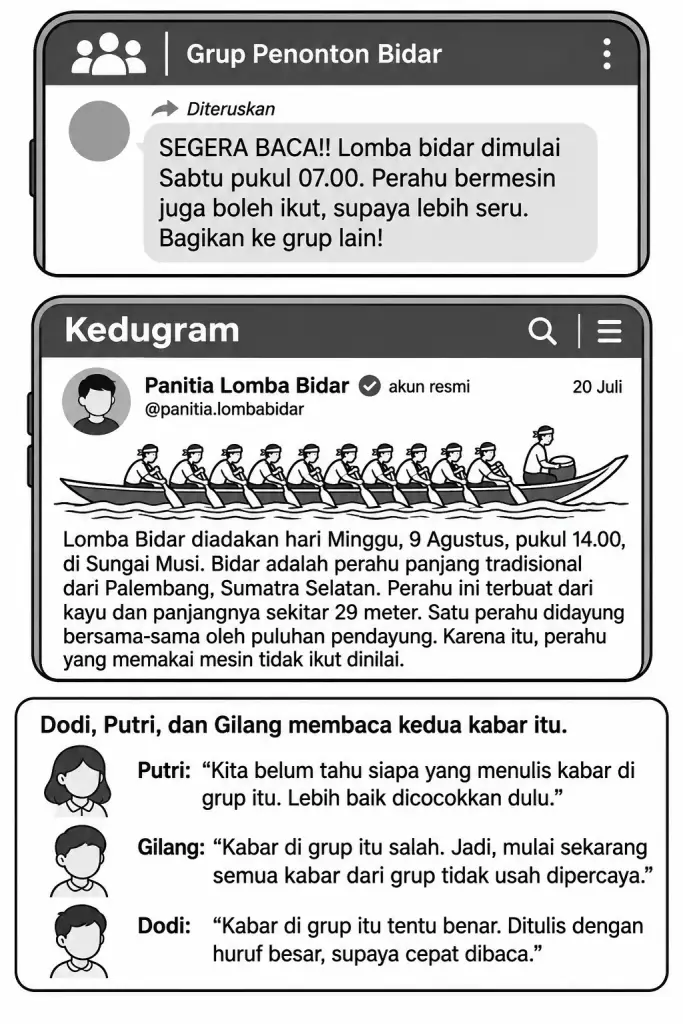 Grup Penonton Bidar
Diteruskan
SEGERA BACA!! Lomba bidar dimulai
Sabtu pukul 07.00. Perahu bermesin
juga boleh ikut, supaya lebih seru.
Bagikan ke grup lain!
Kedugram
Panitia Lomba Bidar akun resmi 20 Juli
@panitia.lombabidar
Lomba Bidar diadakan hari Minggu, 9 Agustus, pukul 14.00,
di Sungai Musi. Bidar adalah perahu panjang tradisional
dari Palembang, Sumatra Selatan. Perahu ini terbuat dari
kayu dan panjangnya sekitar 29 meter. Satu perahu didayung
bersama-sama oleh puluhan pendayung. Karena itu, perahu
yang memakai mesin tidak ikut dinilai.
Dodi, Putri, dan Gilang membaca kedua kabar itu.
Putri: “Kita belum tahu siapa yang menulis kabar di
grup itu. Lebih baik dicocokkan dulu.”
Gilang: “Kabar di grup itu salah. Jadi, mulai sekarang
semua kabar dari grup tidak usah dipercaya.”
Dodi: “Kabar di grup itu tentu benar. Ditulis dengan
huruf besar, supaya cepat dibaca.”